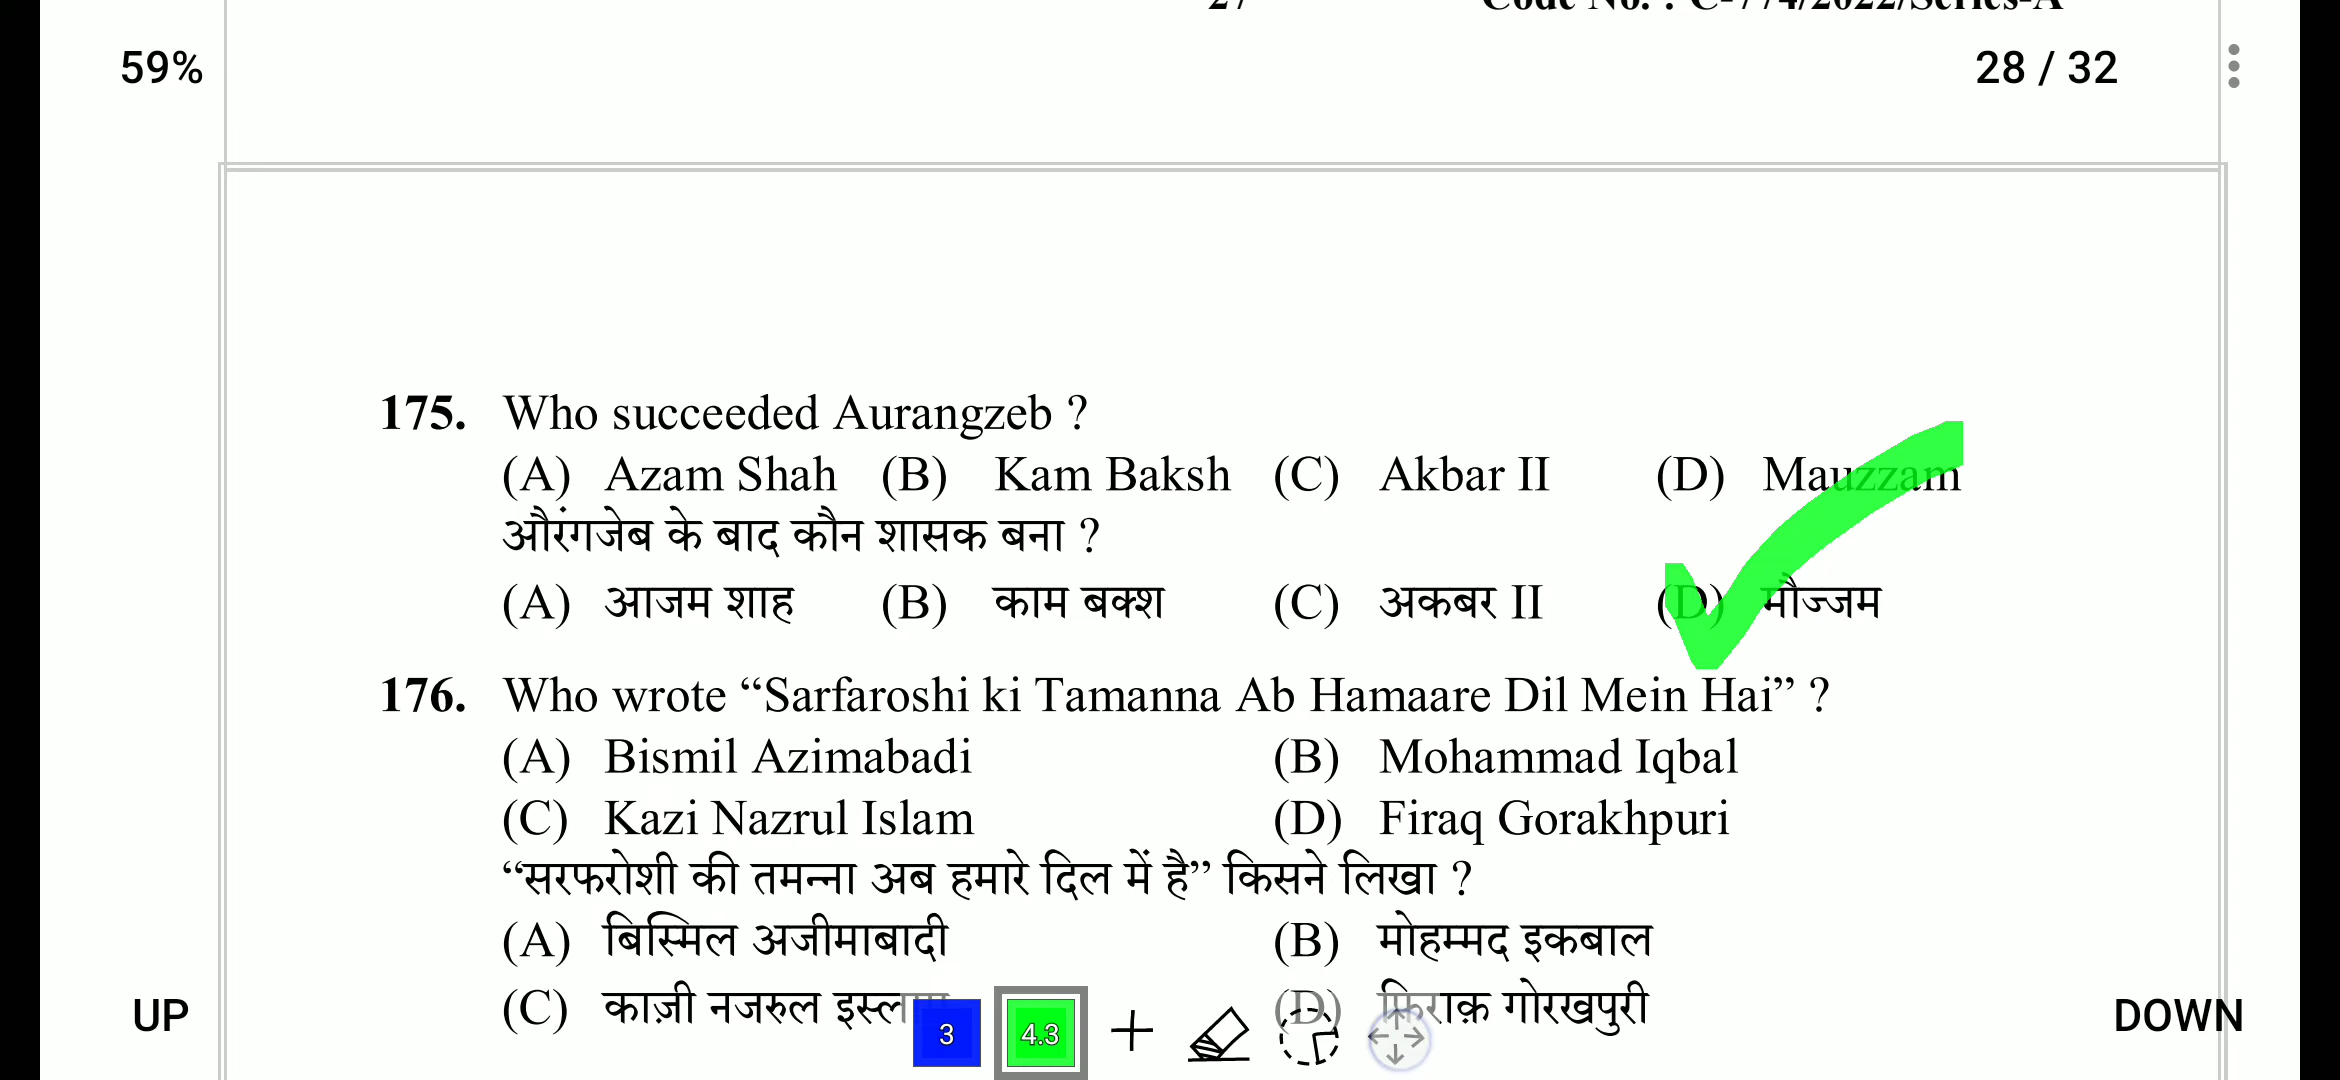 59%
28 / 32
175. Who succeeded Aurangzeb ?
(A) Azam Shah (B) Kam Baksh (C) Akbar II (D) Mauzzam
औरंगजेब के बाद कौन शासक बना ?
(A) आजम शाह (B) काम बक्श (C) अकबर II (D) मौज्जम
176. Who wrote “Sarfaroshi ki Tamanna Ab Hamaare Dil Mein Hai” ?
(A) Bismil Azimabadi (B) Mohammad Iqbal
(C) Kazi Nazrul Islam (D) Firaq Gorakhpuri
“सरफरोशी की तमन्ना अब हमारे दिल में है” किसने लिखा ?
(A) बिस्मिल अजीमाबादी (B) मोहम्मद इकबाल
(C) काज़ी नजरुल (D) फ़िराक़ गोरखपुरी
UP DOWN
3 4.3